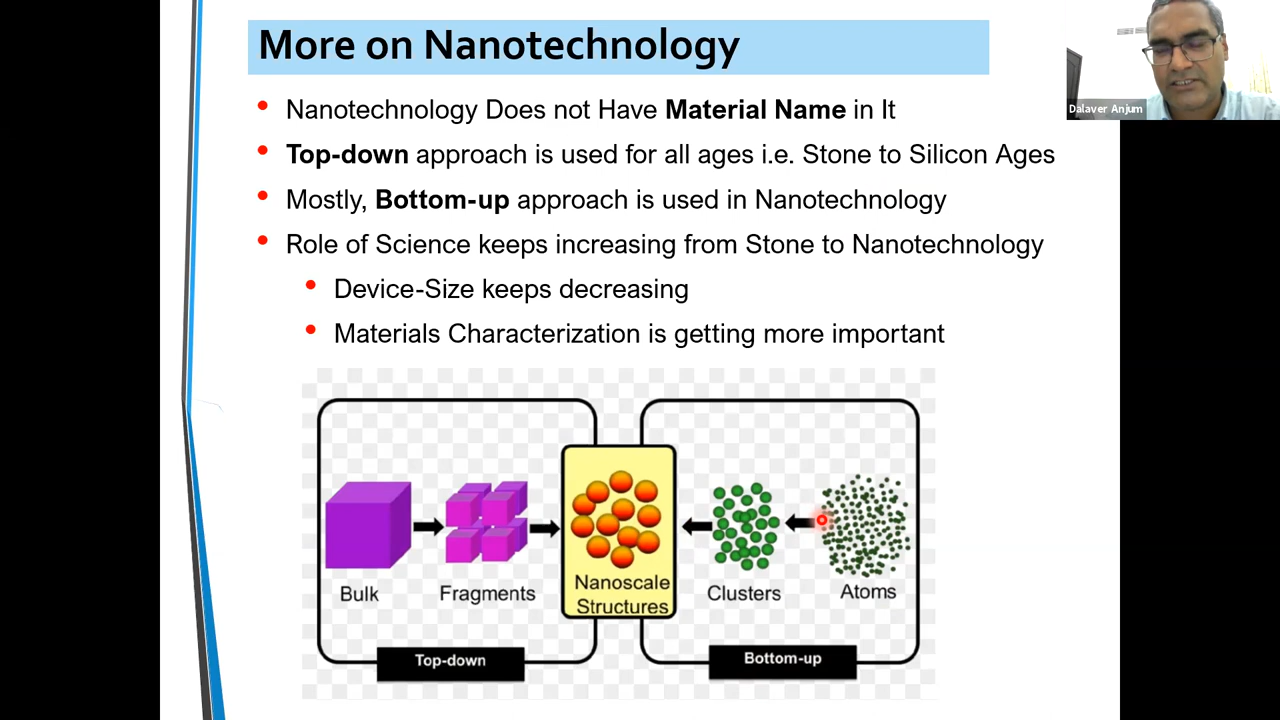 More on Nanotechnology
Dalaver Anjum
Nanotechnology Does not Have Material Name in It
Top-down approach is used for all ages i.e. Stone to Silicon Ages
Mostly, Bottom-up approach is used in Nanotechnology
Role of Science keeps increasing from Stone to Nanotechnology
Device-Size keeps decreasing
Materials Characterization is getting more important
Bulk
Fragments
Nanoscale
Structures
Clusters
Atoms
Top-down
Bottom-up